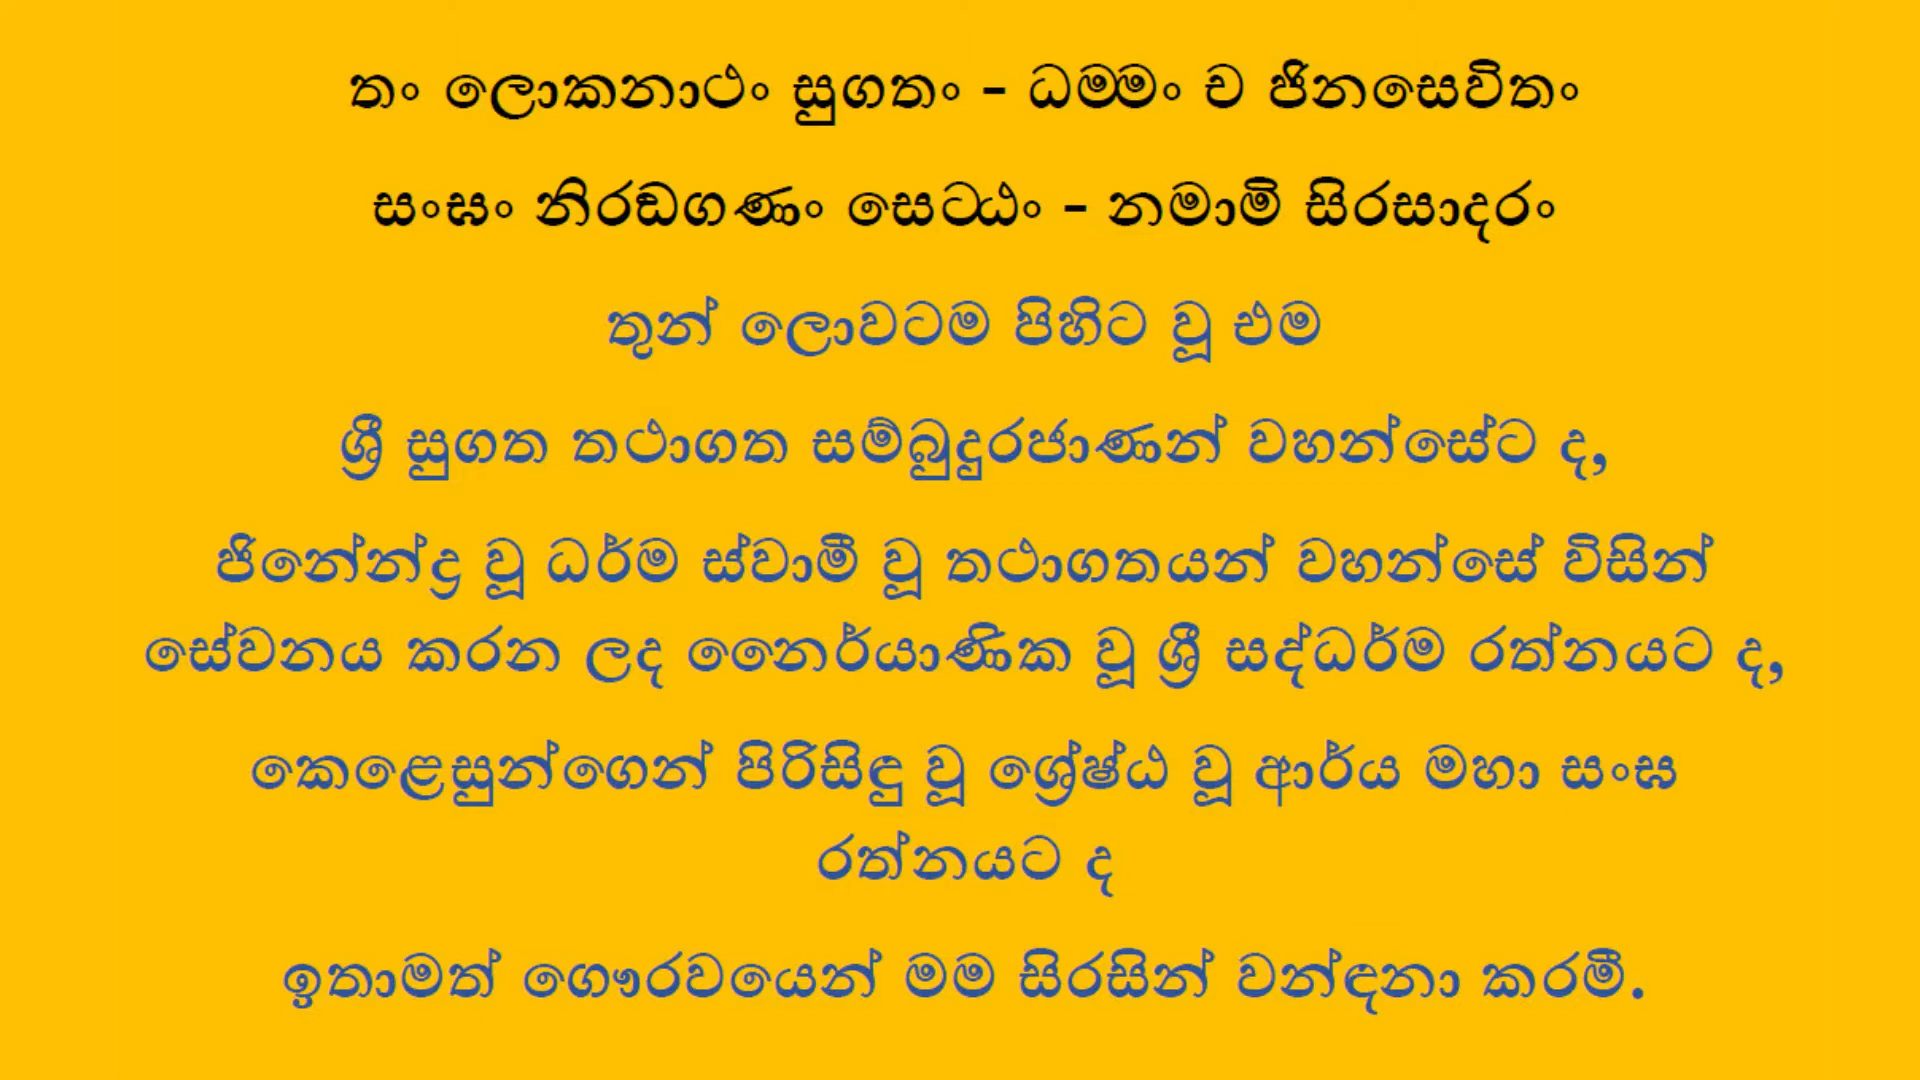 තං ලොකනාථං සුගතං - ධම‍්මං ච ජිනසෙවිතං
සංඝං නිරඞගණං සෙට‍්ඨං - නමාමි සිරසාදරං
තුන් ලොවටම පිහිට වූ එම
ශ්‍රී සුගත තථාගත සම්බුදුරජාණන් වහන්සේට ද,
ජිනේන්ද්‍ර වූ ධර්ම ස්වාමී වූ තථාගතයන් වහන්සේ විසින්
සේවනය කරන ලද නෛර්යාණික වූ ශ්‍රී සද්ධර්ම රත්නයට ද,
කෙළෙසුන්ගෙන් පිරිසිඳු වූ ශ්‍රේෂ්ඨ වූ ආර්ය මහා සංඝ
රත්නයට ද
ඉතාමත් ගෞරවයෙන් මම සිරසින් වන්ඳනා කරමී.